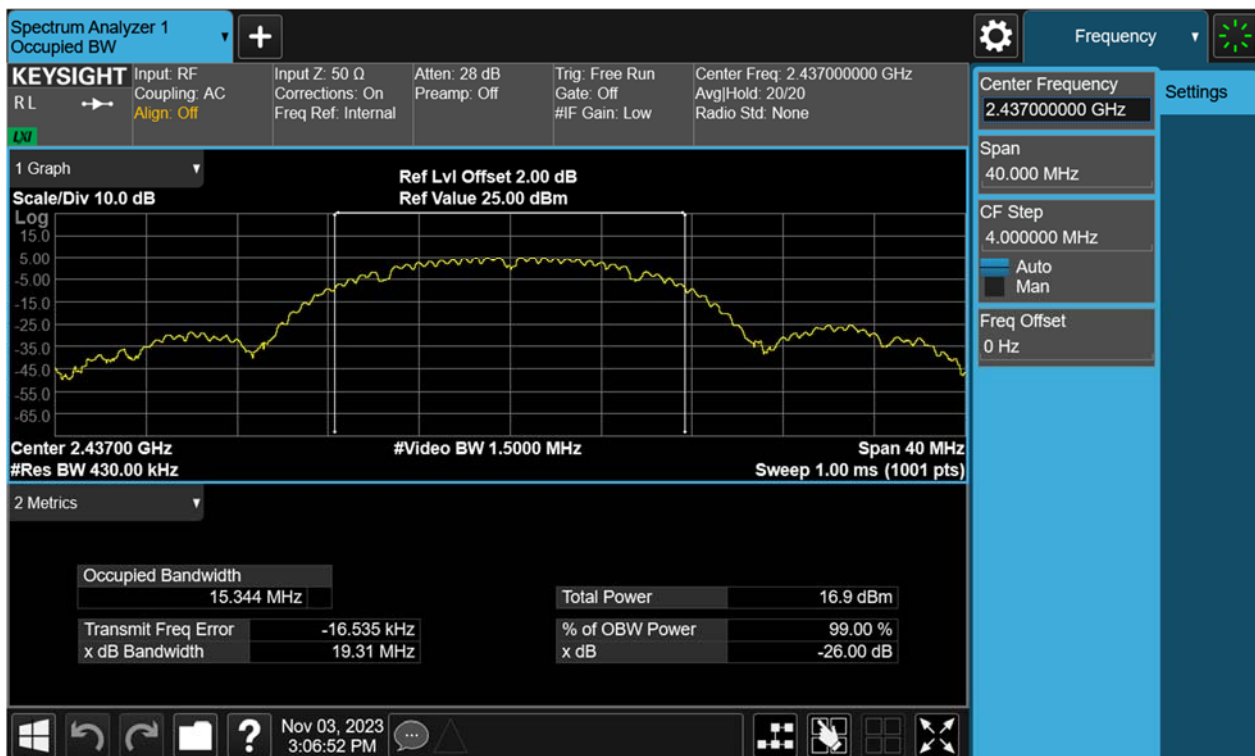 Spectrum Analyzer 1
Occupied BW
Frequency
KEYSIGHT
R L
LXI
Input: RF
Coupling: AC
Align: Off
Input Z: 50 Ω
Corrections: On
Freq Ref: Internal
Atten: 28 dB
Preamp: Off
Trig: Free Run
Gate: Off
#IF Gain: Low
Center Freq: 2.437000000 GHz
Avg|Hold: 20/20
Radio Std: None
Center Frequency
2.437000000 GHz
Settings
Span
40.000 MHz
CF Step
4.000000 MHz
Auto
Man
Freq Offset
0 Hz
1 Graph
Scale/Div 10.0 dB
Ref Lvl Offset 2.00 dB
Ref Value 25.00 dBm
Log
15.0
5.00
-5.00
-15.0
-25.0
-35.0
-45.0
-55.0
-65.0
Center 2.43700 GHz
#Video BW 1.5000 MHz
Span 40 MHz
#Res BW 430.00 kHz
Sweep 1.00 ms (1001 pts)
2 Metrics
Occupied Bandwidth
15.344 MHz
Total Power 16.9 dBm
Transmit Freq Error -16.535 kHz
% of OBW Power 99.00 %
x dB Bandwidth 19.31 MHz
x dB -26.00 dB
Nov 03, 2023
3:06:52 PM